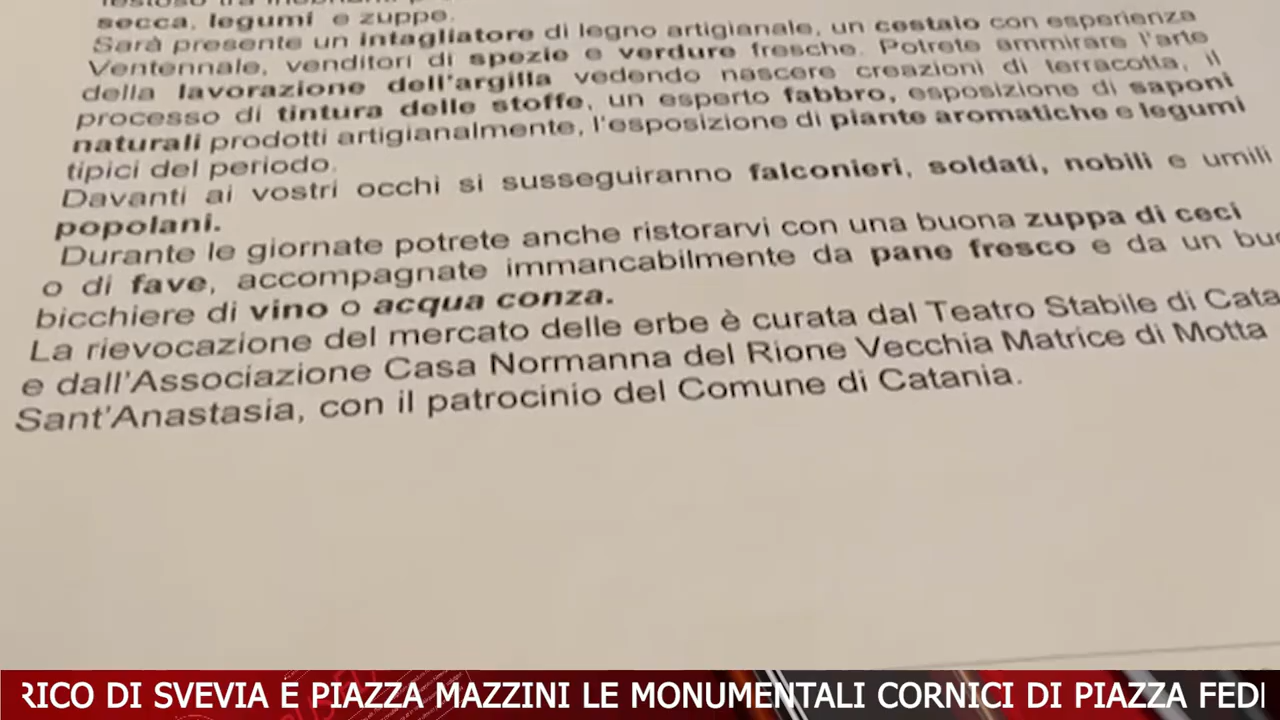 secca, legumi e zuppe.
Sarà presente un intagliatore di legno artigianale, un cestaio con esperienza
Ventennale, venditori di spezie e verdure fresche. Potrete ammirare l'arte
della lavorazione dell'argilla vedendo nascere creazioni di terracotta, il
processo di tintura delle stoffe, un esperto fabbro, esposizione di saponi
naturali prodotti artigianalmente, l'esposizione di piante aromatiche e legumi
tipici del periodo.
Davanti ai vostri occhi si susseguiranno falconieri, soldati, nobili e umili
popolani.
Durante le giornate potrete anche ristorarvi con una buona zuppa di ceci
o di fave, accompagnate immancabilmente da pane fresco e da un buo
bicchiere di vino o acqua conza.
La rievocazione del mercato delle erbe è curata dal Teatro Stabile di Cata
e dall'Associazione Casa Normanna del Rione Vecchia Matrice di Motta
Sant'Anastasia, con il patrocinio del Comune di Catania.
RICO DI SVEVIA E PIAZZA MAZZINI LE MONUMENTALI CORNICI DI PIAZZA FEDE